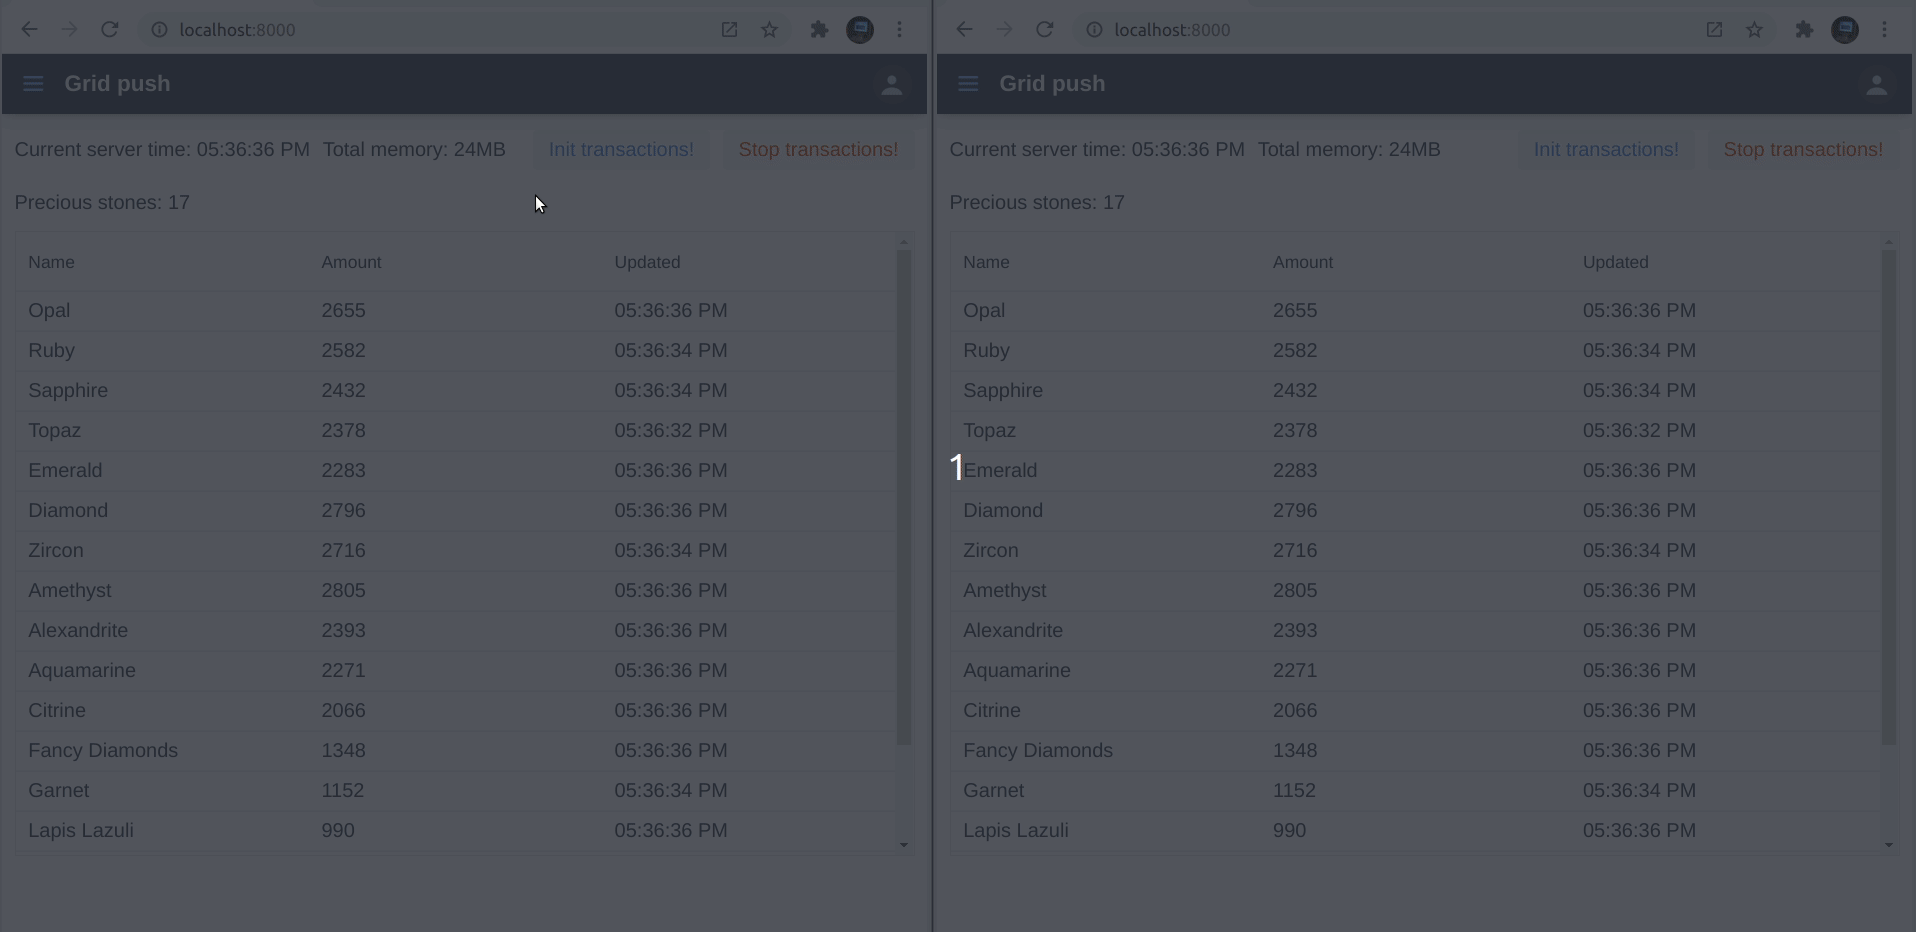 localhost:8000
Grid push
Current server time: 05:36:36 PM Total memory: 24MB Init transactions! Stop transactions!
Precious stones: 17
Name Amount Updated
Opal 2655 05:36:36 PM
Ruby 2582 05:36:34 PM
Sapphire 2432 05:36:34 PM
Topaz 2378 05:36:32 PM
Emerald 2283 05:36:36 PM
Diamond 2796 05:36:36 PM
Zircon 2716 05:36:34 PM
Amethyst 2805 05:36:36 PM
Alexandrite 2393 05:36:36 PM
Aquamarine 2271 05:36:36 PM
Citrine 2066 05:36:36 PM
Fancy Diamonds 1348 05:36:36 PM
Garnet 1152 05:36:34 PM
Lapis Lazuli 990 05:36:36 PM
localhost:8000
Grid push
Current server time: 05:36:36 PM Total memory: 24MB Init transactions! Stop transactions!
Precious stones: 17
Name Amount Updated
Opal 2655 05:36:36 PM
Ruby 2582 05:36:34 PM
Sapphire 2432 05:36:34 PM
Topaz 2378 05:36:32 PM
1
Emerald 2283 05:36:36 PM
Diamond 2796 05:36:36 PM
Zircon 2716 05:36:34 PM
Amethyst 2805 05:36:36 PM
Alexandrite 2393 05:36:36 PM
Aquamarine 2271 05:36:36 PM
Citrine 2066 05:36:36 PM
Fancy Diamonds 1348 05:36:36 PM
Garnet 1152 05:36:34 PM
Lapis Lazuli 990 05:36:36 PM